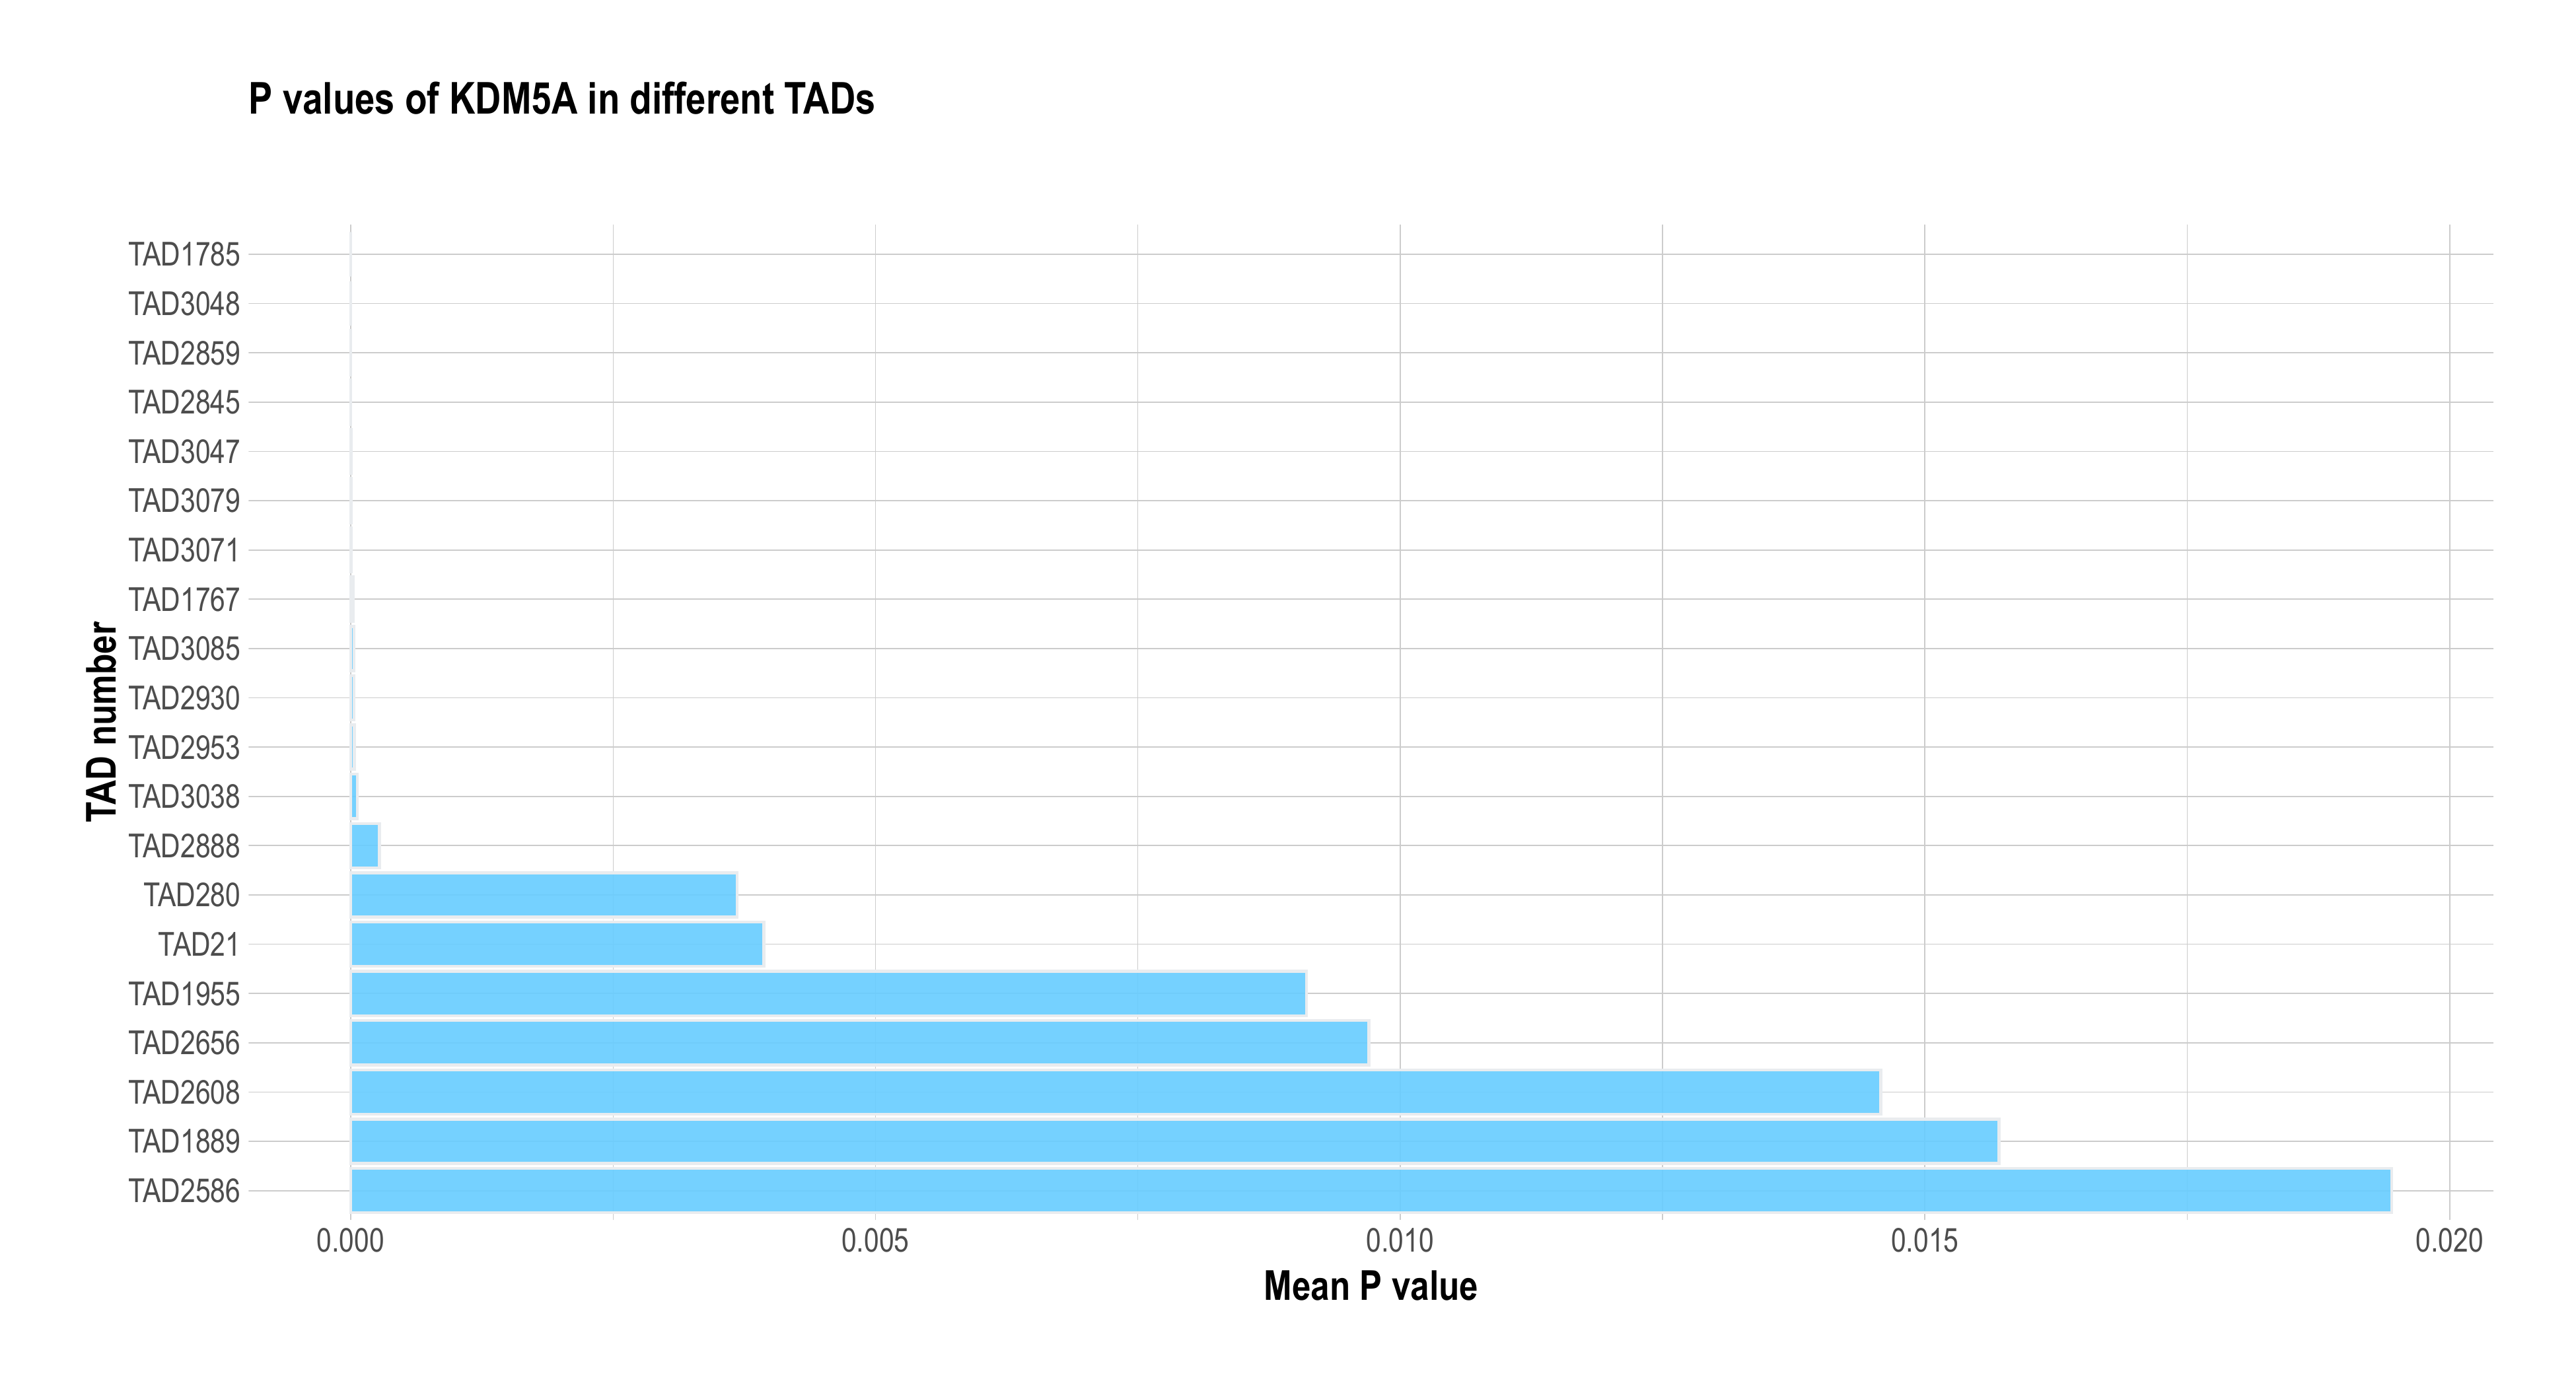 P values of KDM5A in different TADs
TAD number
TAD1785
TAD3048
TAD2859
TAD2845
TAD3047
TAD3079
TAD3071
TAD1767
TAD3085
TAD2930
TAD2953
TAD3038
TAD2888
TAD280
TAD21
TAD1955
TAD2656
TAD2608
TAD1889
TAD2586
0.000 0.005 0.010 0.015 0.020
Mean P value